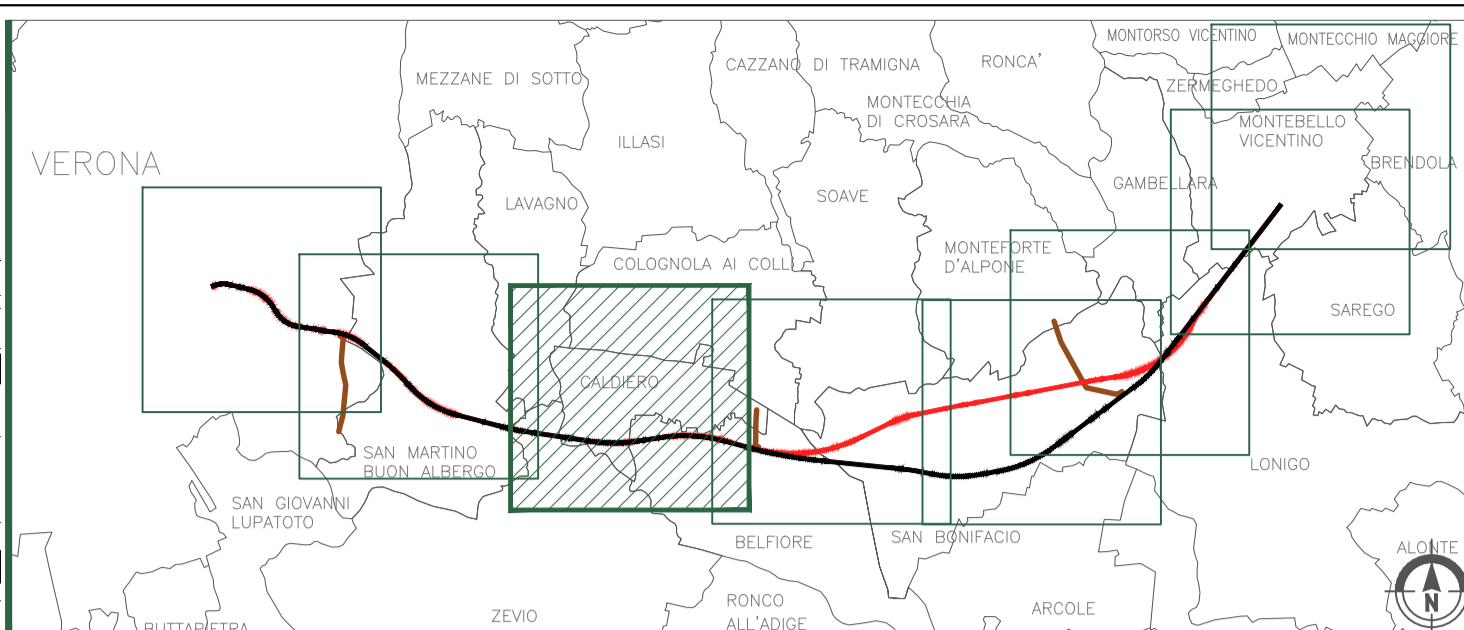 MONTORSO VICENTINO
MONTECCHIO MAGGIORE
MEZZANE DI SOTTO
CAZZANO DI TRAMIGNA
RONCA'
ZERMEGHEDO
MONTECCHIA
DI CROSARA
MONTEBELLO
VICENTINO
ILLASI
VERONA
BRENDOLA
GAMBELLARA
SOAVE
LAVAGNO
MONTEFORTE
D'ALPONE
COLOGNOLA AI COLLI
SAREGO
CALDIERO
SAN MARTINO
BUON ALBERGO
LONIGO
SAN GIOVANNI
LUPATOTO
BELFIORE
SAN BONIFACIO
ALONTE
N
RONCO
ALL'ADIGE
ARCOLE
ZEVIO
BUTTAPIETRA